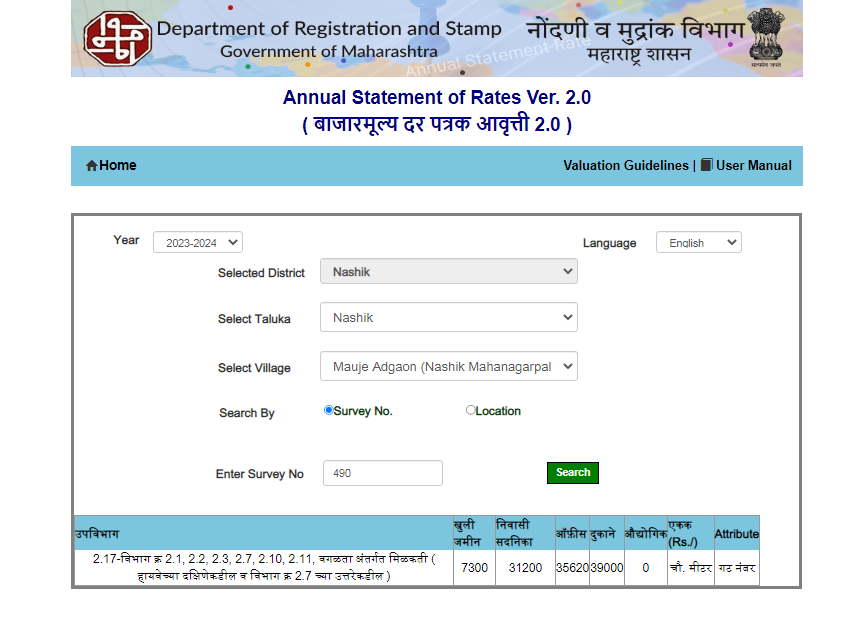 Department of Registration and Stamp
Government of Maharashtra
नोंदणी व मुद्रांक विभाग
महाराष्ट्र शासन
सत्यमेव जयते
Annual Statement Rate
Annual Statement of Rates Ver. 2.0
( बाजारमूल्य दर पत्रक आवृत्ती 2.0 )
Home
Valuation Guidelines | User Manual
Year 2023-2024 Language English
Selected District Nashik
Select Taluka Nashik
Select Village Mauje Adgaon (Nashik Mahanagarpal
Search By Survey No. Location
Enter Survey No 490 Search
उपविभाग खुली जमीन निवासी सदनिका ऑफ़ीस दुकाने औद्योगिक एकक (Rs./) Attribute
2.17-विभाग क्र 2.1, 2.2, 2.3, 2.7, 2.10, 2.11, वगळता अंतर्गत मिळकती (
हायवेच्या दक्षिणेकडील व विभाग क्र 2.7 च्या उत्तरेकडील )
7300 31200 35620 39000 0 चौ. मीटर गट नंबर